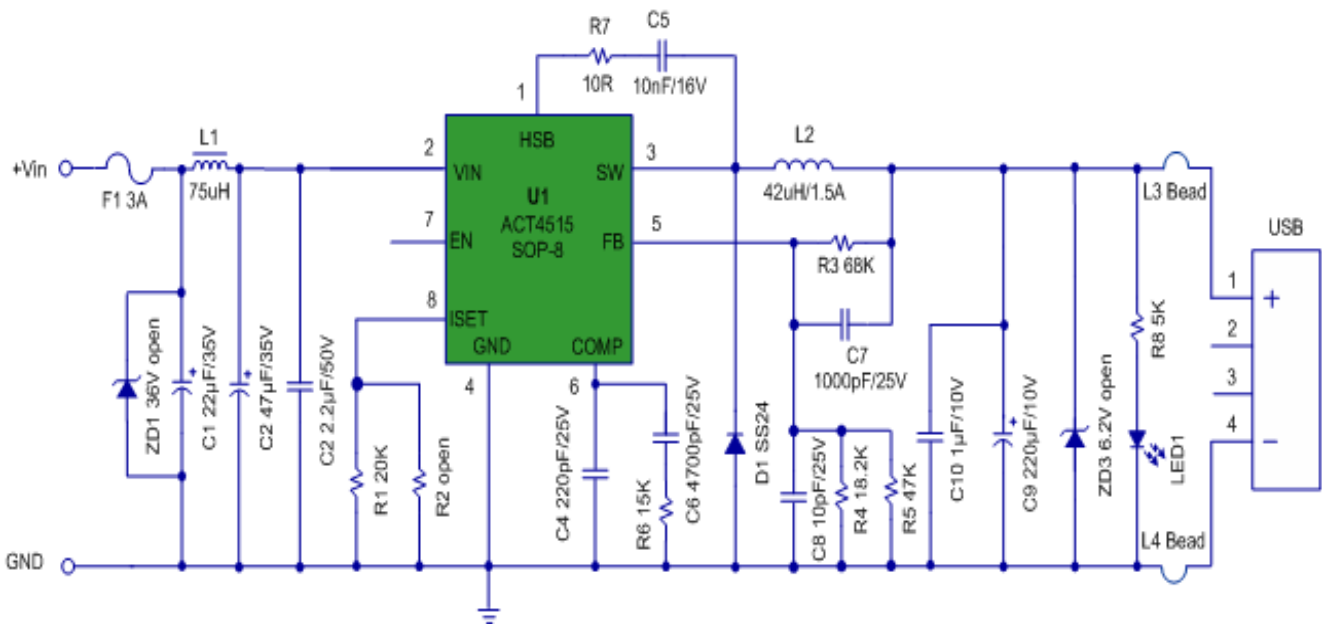 R7
C5
10R
10nF/16V
1
HSB
+Vin
F1 3A
L1
75uH
2
VIN
SW
3
L2
42uH/1.5A
L3 Bead
U1
ACT4515
SOP-8
7
EN
FB
5
R3 68K
USB
8
ISET
GND
COMP
4
6
C7
1000pF/25V
1
+
2
3
4
−
ZD1 36V open
C1 22µF/35V
+
C2 47µF/35V
+
C2 2.2µF/50V
R1 20K
R2 open
C4 220pF/25V
R6 15K
C6 4700pF/25V
D1 SS24
C8 10pF/25V
R4 18.2K
R5 47K
C10 1µF/10V
C9 220µF/10V
+
ZD3 6.2V open
R8 5K
LED1
L4 Bead
GND